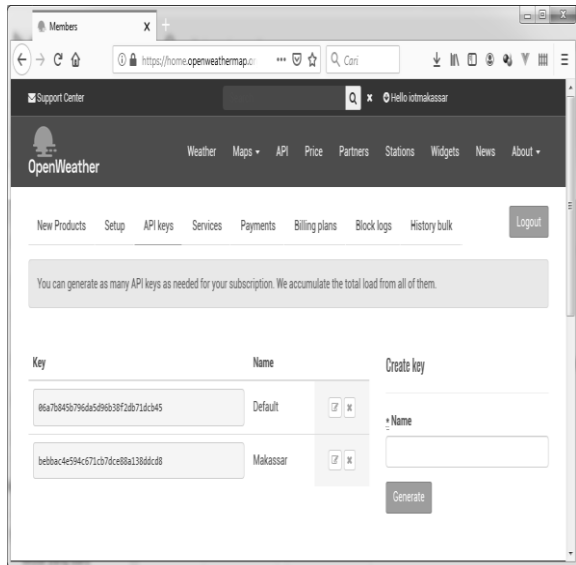 Members
https://home.openweathermap.o
Cari
Support Center
Hello iotmakassar
OpenWeather
Weather Maps API Price Partners Stations Widgets News About
New Products Setup API keys Services Payments Billing plans Block logs History bulk Logout
You can generate as many API keys as needed for your subscription. We accumulate the total load from all of them.
Key Name
06a7b845b796da5d96b38f2db71dcb45 Default
bebbac4e594c671cb7dce88a138ddcd8 Makassar
Create key
* Name
Generate